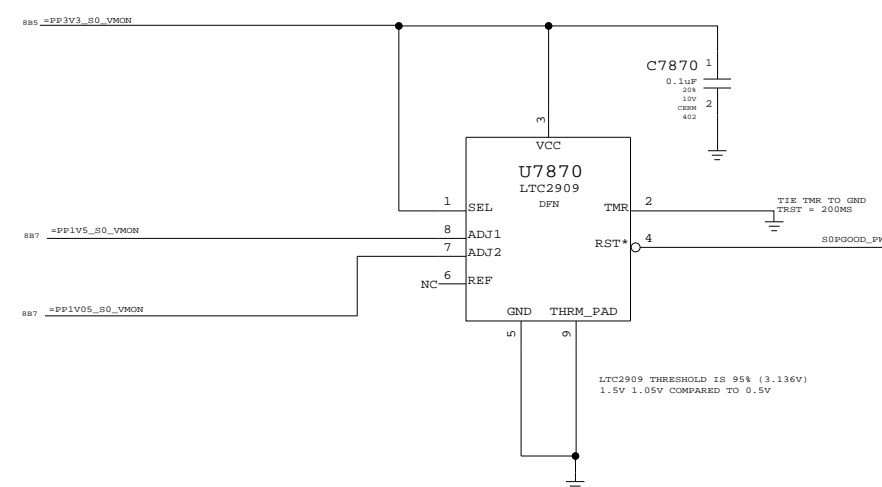 8B5 =PP3V3_S0_VMON
C7870 1
0.1uF
20%
10V 2
CERM
402
3
VCC
U7870
LTC2909
DFN
1 SEL
TMR 2
TIE TMR TO GND
TRST = 200MS
8B7 =PP1V5_S0_VMON
8 ADJ1
7 ADJ2
RST* 4
S0PGOOD_PW
NC 6 REF
8B7 =PP1V05_S0_VMON
GND THRM_PAD
5 9
LTC2909 THRESHOLD IS 95% (3.136V)
1.5V 1.05V COMPARED TO 0.5V